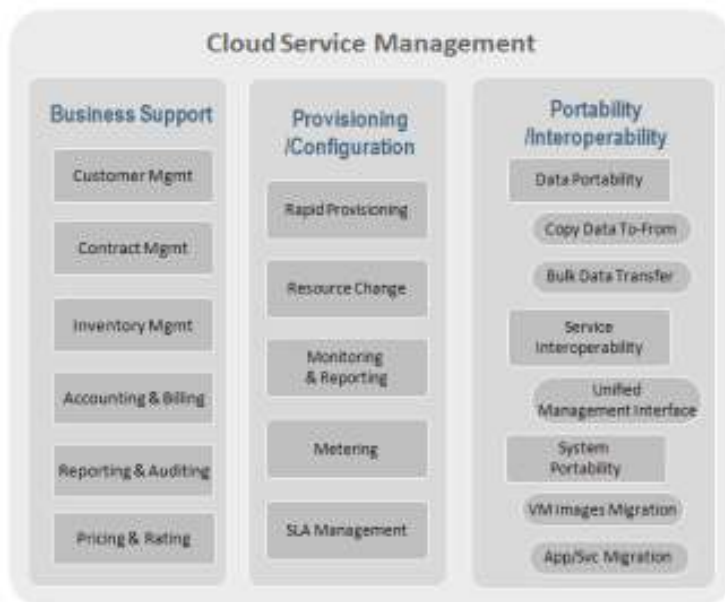 Cloud Service Management
Business Support
Customer Mgmt
Contract Mgmt
Inventory Mgmt
Accounting & Billing
Reporting & Auditing
Pricing & Rating
Provisioning
/Configuration
Rapid Provisioning
Resource Change
Monitoring
& Reporting
Metering
SLA Management
Portability
/Interoperability
Data Portability
Copy Data To-From
Bulk Data Transfer
Service
Interoperability
Unified
Management Interface
System
Portability
VM Images Migration
App/Svc Migration